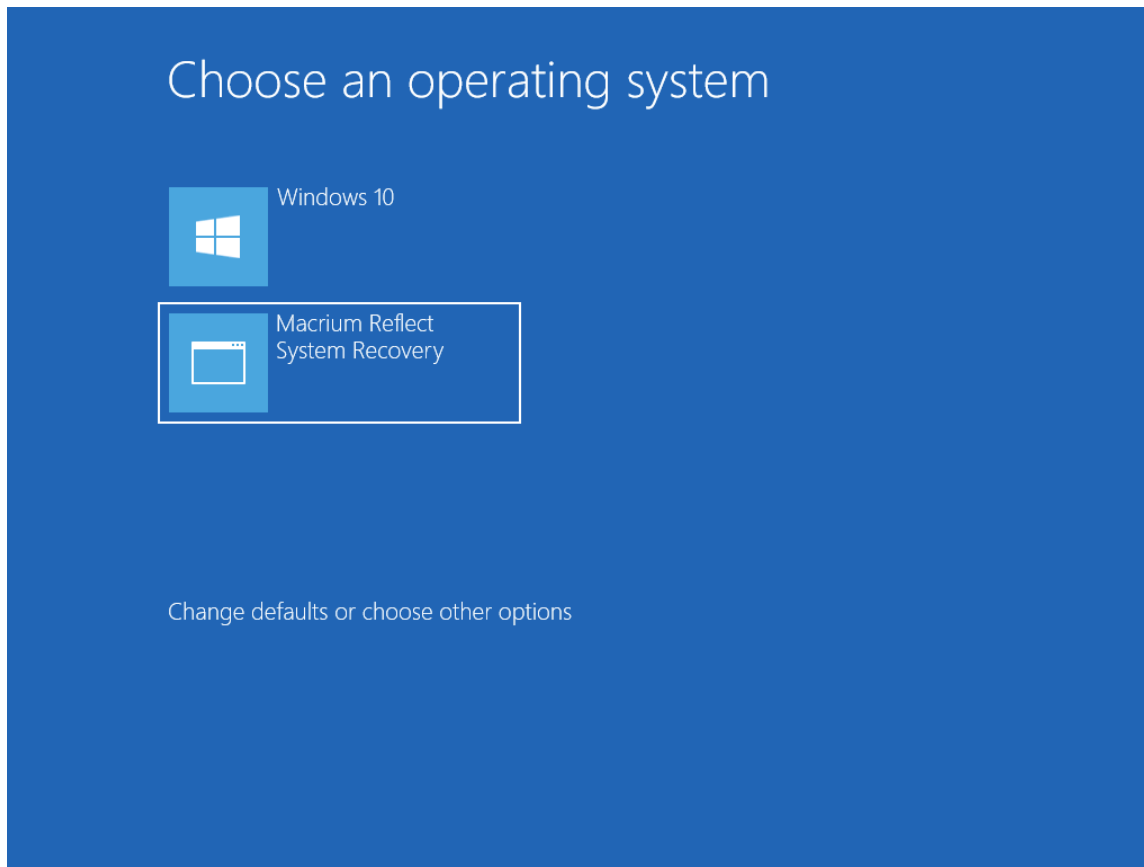 Choose an operating system
Windows 10
Macrium Reflect
System Recovery
Change defaults or choose other options